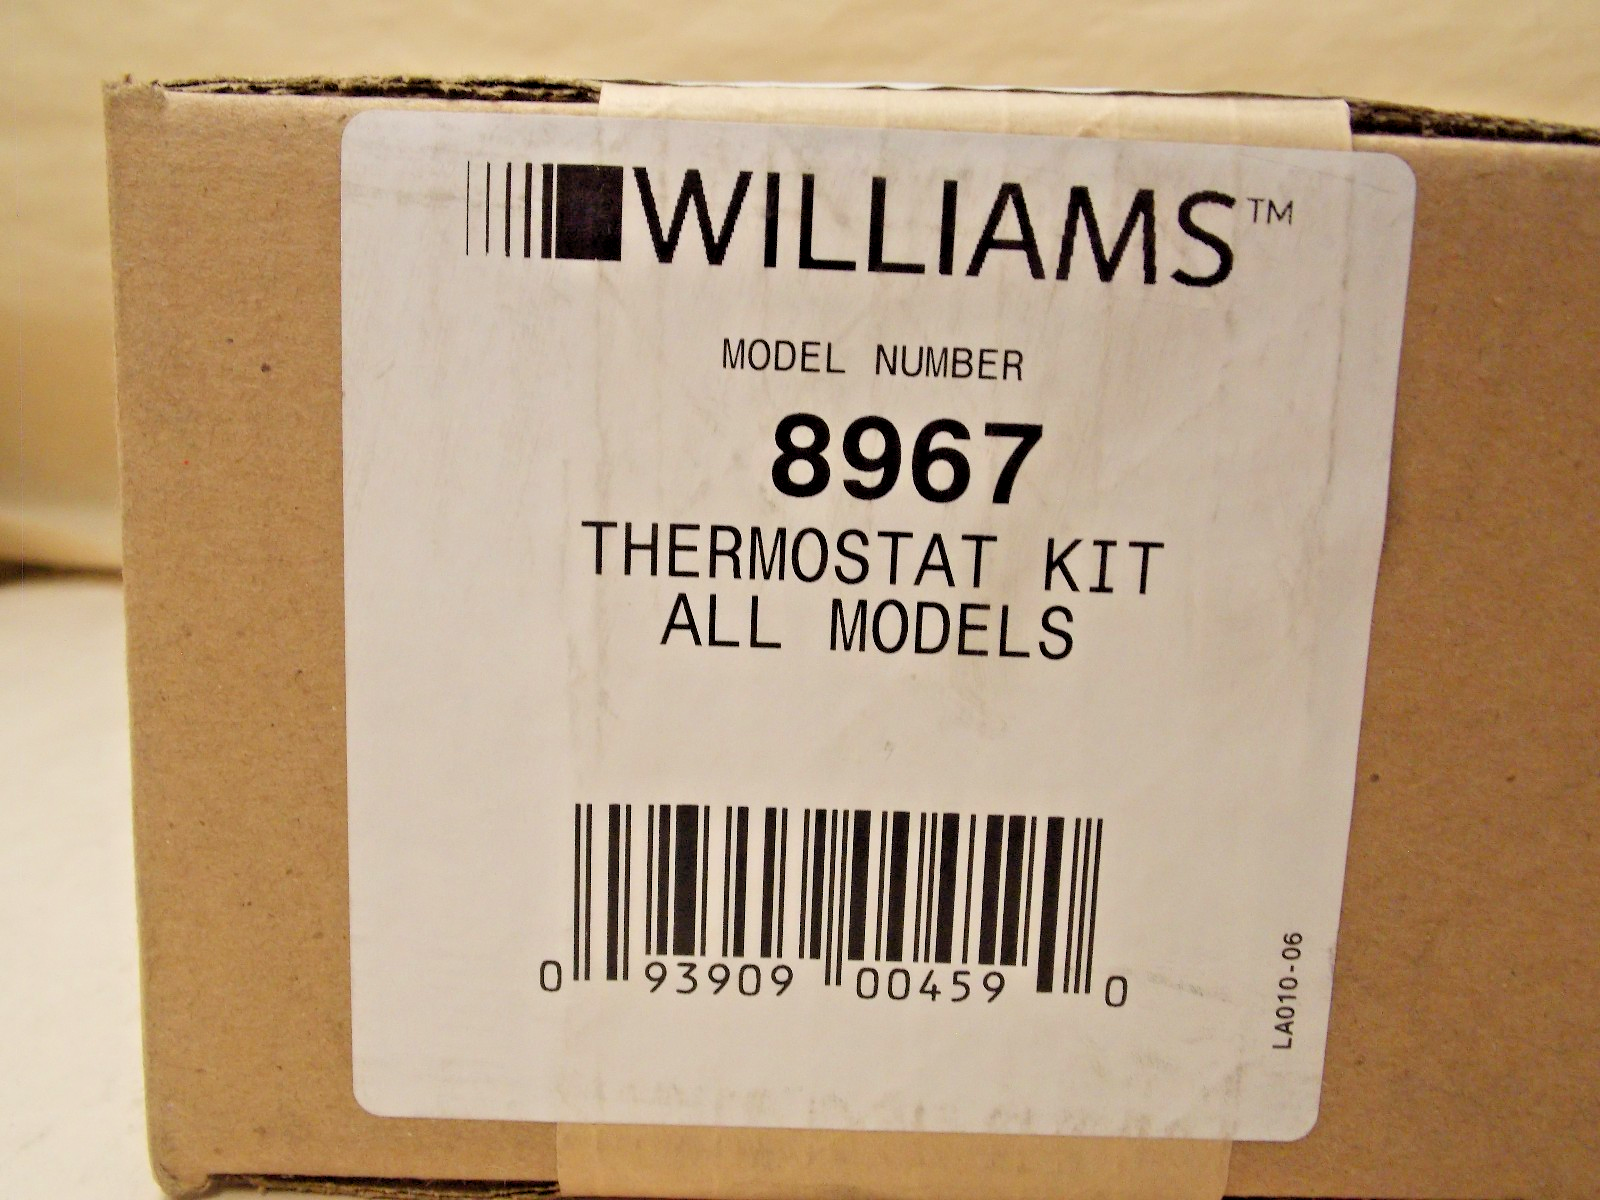 WILLIAMS™
MODEL NUMBER
8967
THERMOSTAT KIT
ALL MODELS
0 93909 00459 0
LA010-06